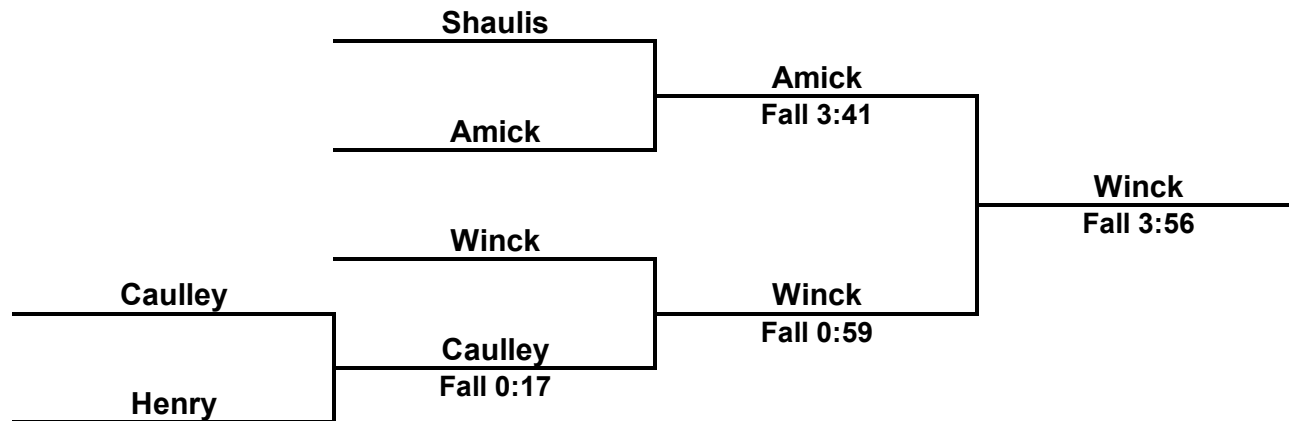 Shaulis
Amick
Fall 3:41
Amick
Winck
Fall 3:56
Winck
Caulley
Winck
Fall 0:59
Caulley
Fall 0:17
Henry